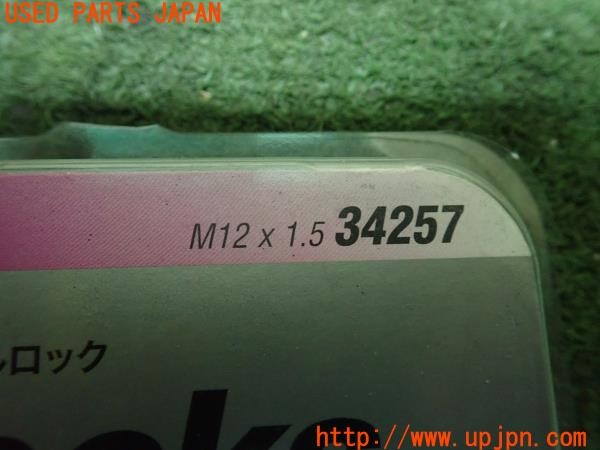 USED PARTS JAPAN
M12 x 1.5 34257
ルロック
http://www.upjpn.com/